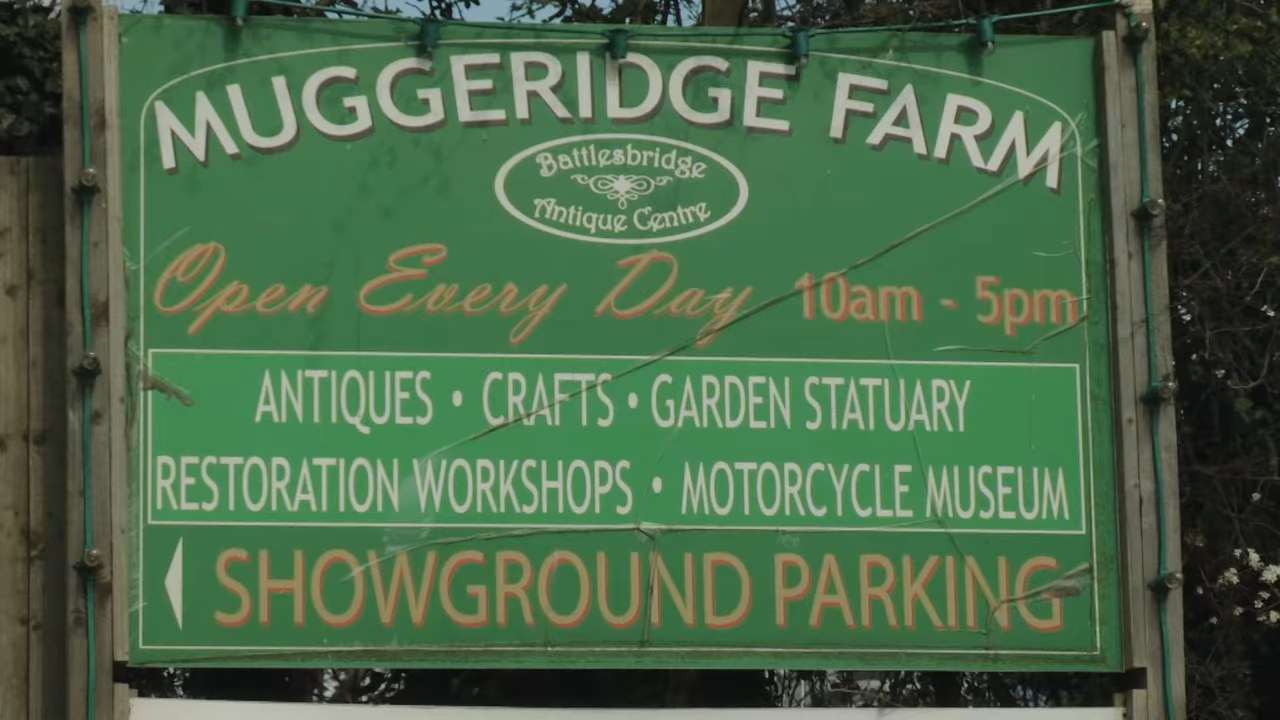 MUGGERIDGE FARM
Battlesbridge
Antique Centre
Open Every Day 10am - 5pm
ANTIQUES • CRAFTS • GARDEN STATUARY
RESTORATION WORKSHOPS • MOTORCYCLE MUSEUM
SHOWGROUND PARKING